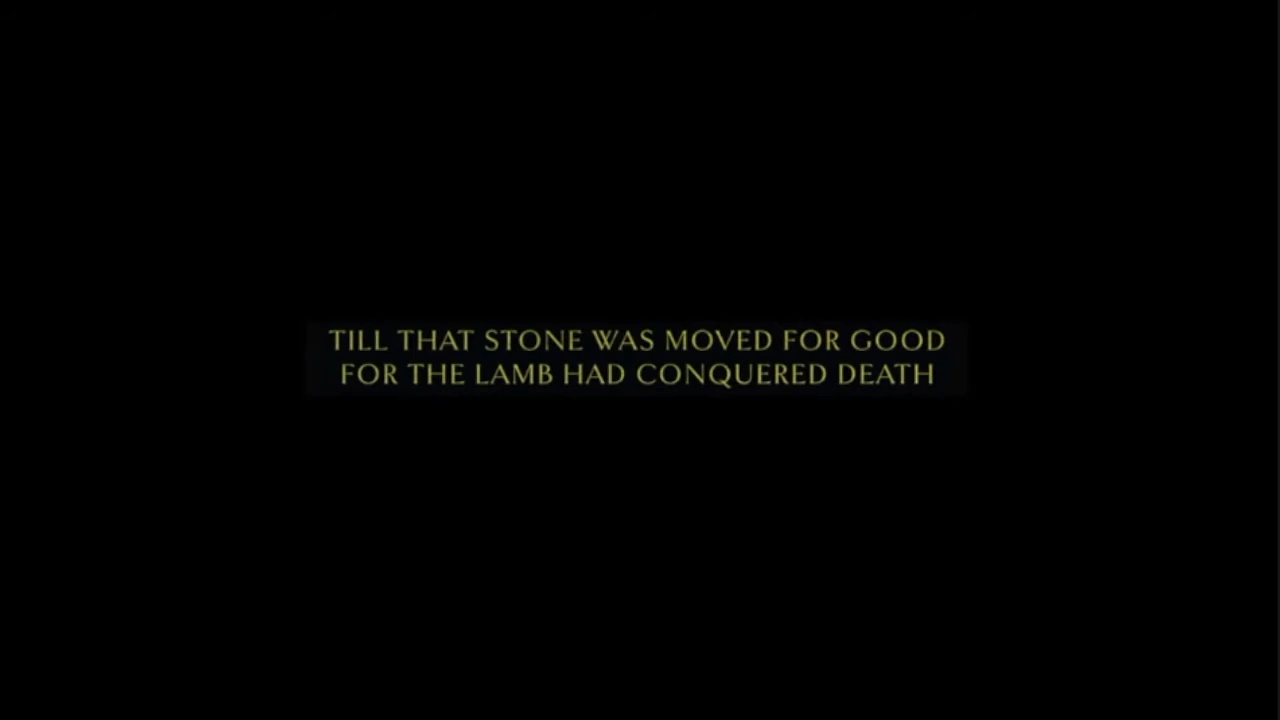 TILL THAT STONE WAS MOVED FOR GOOD
FOR THE LAMB HAD CONQUERED DEATH